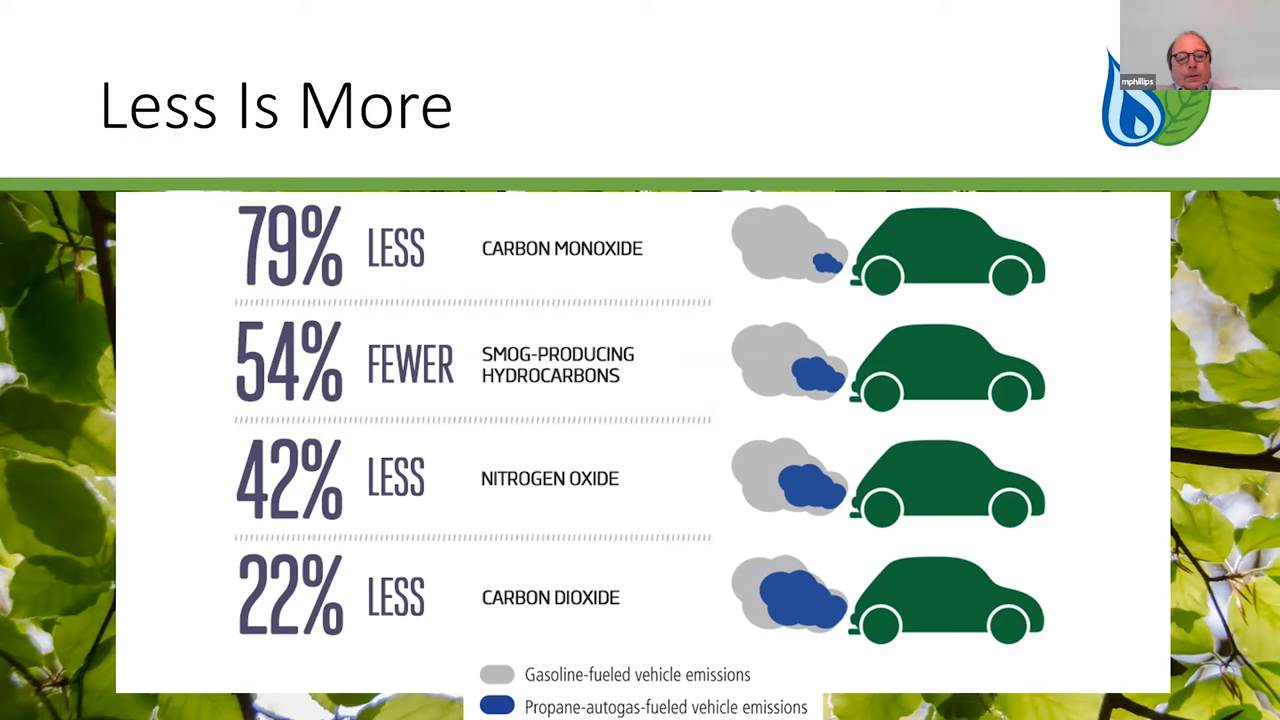 mphillips
Less Is More
79% LESS CARBON MONOXIDE
54% FEWER SMOG-PRODUCING
HYDROCARBONS
42% LESS NITROGEN OXIDE
22% LESS CARBON DIOXIDE
Gasoline-fueled vehicle emissions
Propane-autogas-fueled vehicle emissions